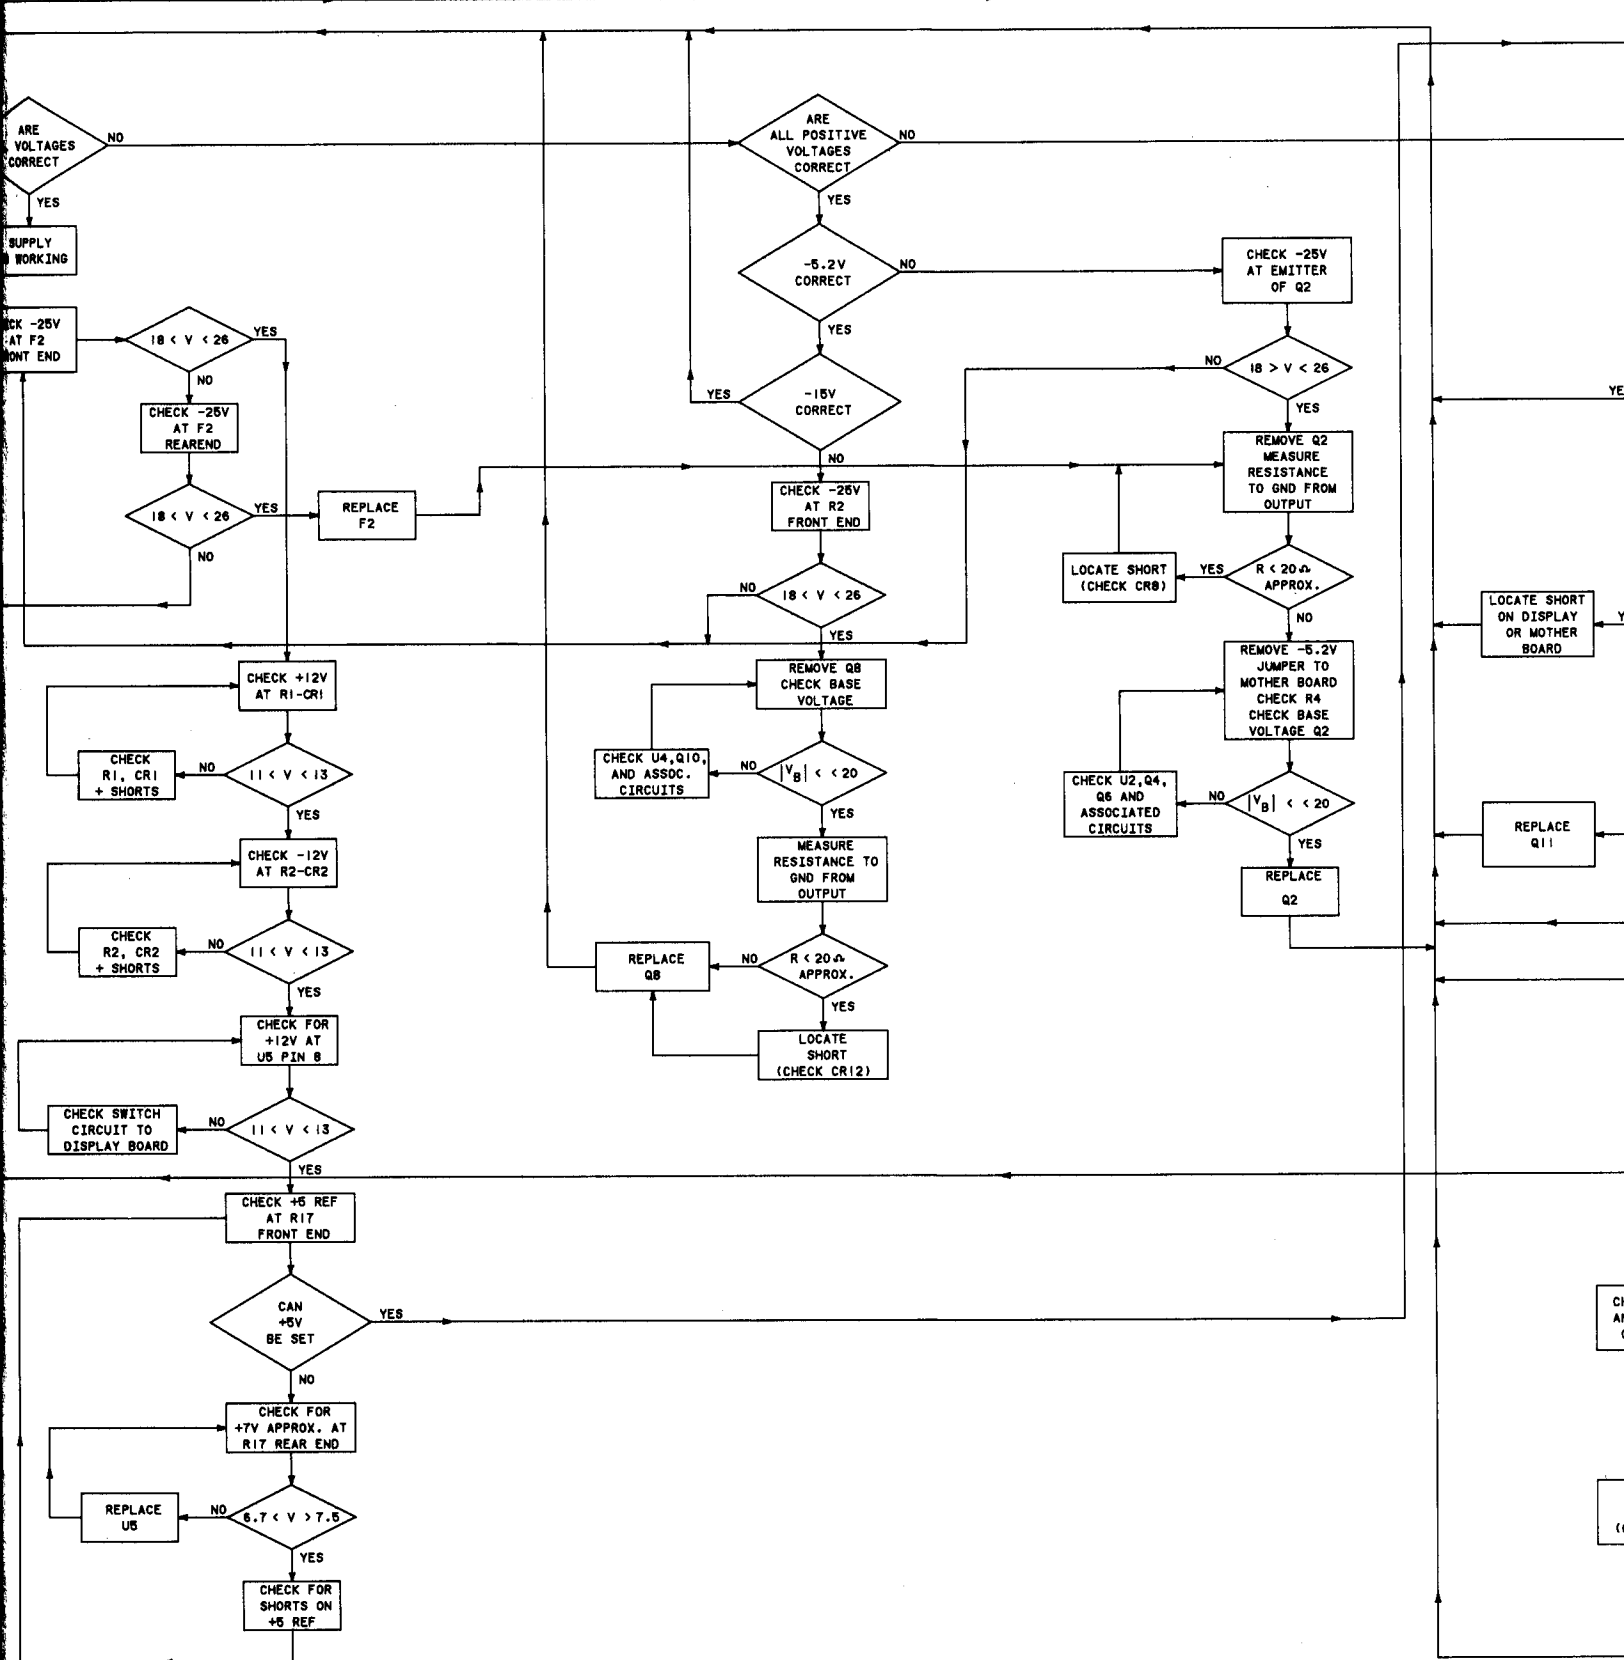 ARE
VOLTAGES
CORRECT
NO
YES
SUPPLY
WORKING
ARE
ALL POSITIVE
VOLTAGES
CORRECT
NO
YES
-5.2V
CORRECT
NO
YES
-15V
CORRECT
YES
NO
CHECK -25V
AT EMITTER
OF Q2
18 > V < 26
NO
YES
-25V
AT F2
END
18 < V < 26
YES
NO
CHECK -25V
AT F2
REAREND
18 < V < 26
YES
NO
REPLACE
F2
CHECK -25V
AT R2
FRONT END
18 < V < 26
NO
YES
REMOVE Q2
MEASURE
RESISTANCE
TO GND FROM
OUTPUT
R < 20Ω
APPROX.
YES
NO
LOCATE SHORT
(CHECK CR8)
LOCATE SHORT
ON DISPLAY
OR MOTHER
BOARD
REMOVE -5.2V
JUMPER TO
MOTHER BOARD
CHECK R4
CHECK BASE
VOLTAGE Q2
|VB| < < 20
NO
YES
CHECK U2,Q4,
Q6 AND
ASSOCIATED
CIRCUITS
REPLACE
Q2
REPLACE
Q11
REMOVE Q8
CHECK BASE
VOLTAGE
|VB| < < 20
NO
YES
CHECK U4,Q10,
AND ASSOC.
CIRCUITS
MEASURE
RESISTANCE TO
GND FROM
OUTPUT
R < 20Ω
APPROX.
NO
YES
REPLACE
Q8
LOCATE
SHORT
(CHECK CR12)
CHECK +12V
AT R1-CR1
11 < V < 13
NO
YES
CHECK
R1, CR1
+ SHORTS
CHECK -12V
AT R2-CR2
11 < V < 13
NO
YES
CHECK
R2, CR2
+ SHORTS
CHECK FOR
+12V AT
U5 PIN 8
11 < V < 13
NO
YES
CHECK SWITCH
CIRCUIT TO
DISPLAY BOARD
CHECK +5 REF
AT R17
FRONT END
CAN
+5V
BE SET
YES
NO
CHECK FOR
+7V APPROX. AT
R17 REAR END
6.7 < V > 7.5
NO
YES
REPLACE
U5
CHECK FOR
SHORTS ON
+5 REF